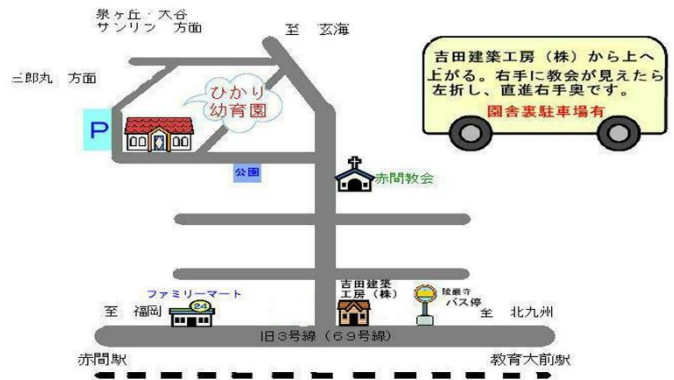 泉ヶ丘・大谷
サンリン 方面
至 玄海
三郎丸 方面
ひかり
幼育園
P
公園
赤間教会
吉田建築工房(株)から上へ
上がる。右手に教会が見えたら
左折し、直進右手奥です。
園舎裏駐車場有
ファミリーマート
24
吉田建築
工房(株)
陵厳寺
バス停
至 福岡
至 北九州
旧3号線(69号線)
赤間駅
教育大前駅